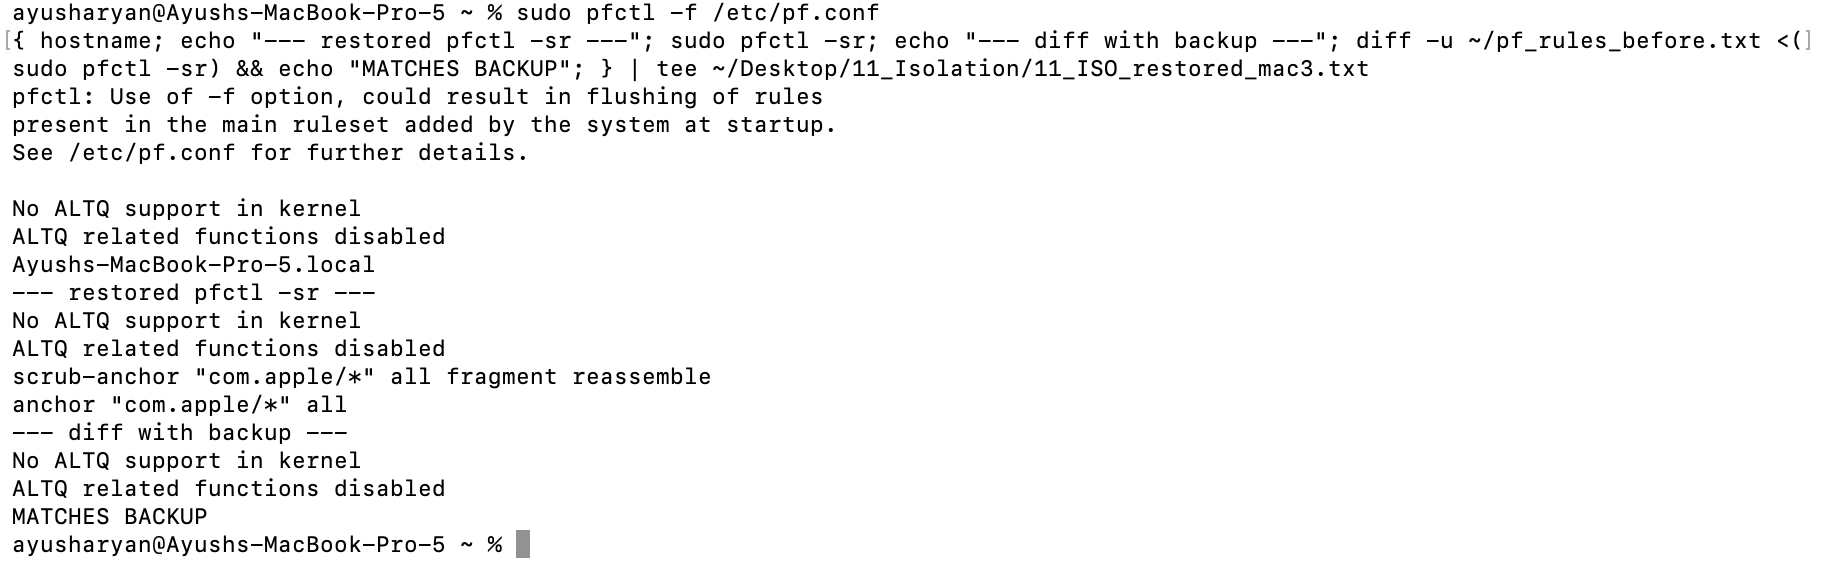 ayusharyan@Ayushs-MacBook-Pro-5 ~ % sudo pfctl -f /etc/pf.conf
[{ hostname; echo "--- restored pfctl -sr ---"; sudo pfctl -sr; echo "--- diff with backup ---"; diff -u ~/pf_rules_before.txt <(]
sudo pfctl -sr) && echo "MATCHES BACKUP"; } | tee ~/Desktop/11_Isolation/11_ISO_restored_mac3.txt
pfctl: Use of -f option, could result in flushing of rules
present in the main ruleset added by the system at startup.
See /etc/pf.conf for further details.

No ALTQ support in kernel
ALTQ related functions disabled
Ayushs-MacBook-Pro-5.local
--- restored pfctl -sr ---
No ALTQ support in kernel
ALTQ related functions disabled
scrub-anchor "com.apple/*" all fragment reassemble
anchor "com.apple/*" all
--- diff with backup ---
No ALTQ support in kernel
ALTQ related functions disabled
MATCHES BACKUP
ayusharyan@Ayushs-MacBook-Pro-5 ~ %